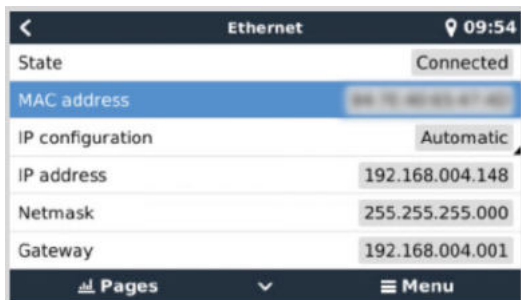 Ethernet 09:54
State Connected
MAC address
IP configuration Automatic
IP address 192.168.004.148
Netmask 255.255.255.000
Gateway 192.168.004.001
Pages Menu